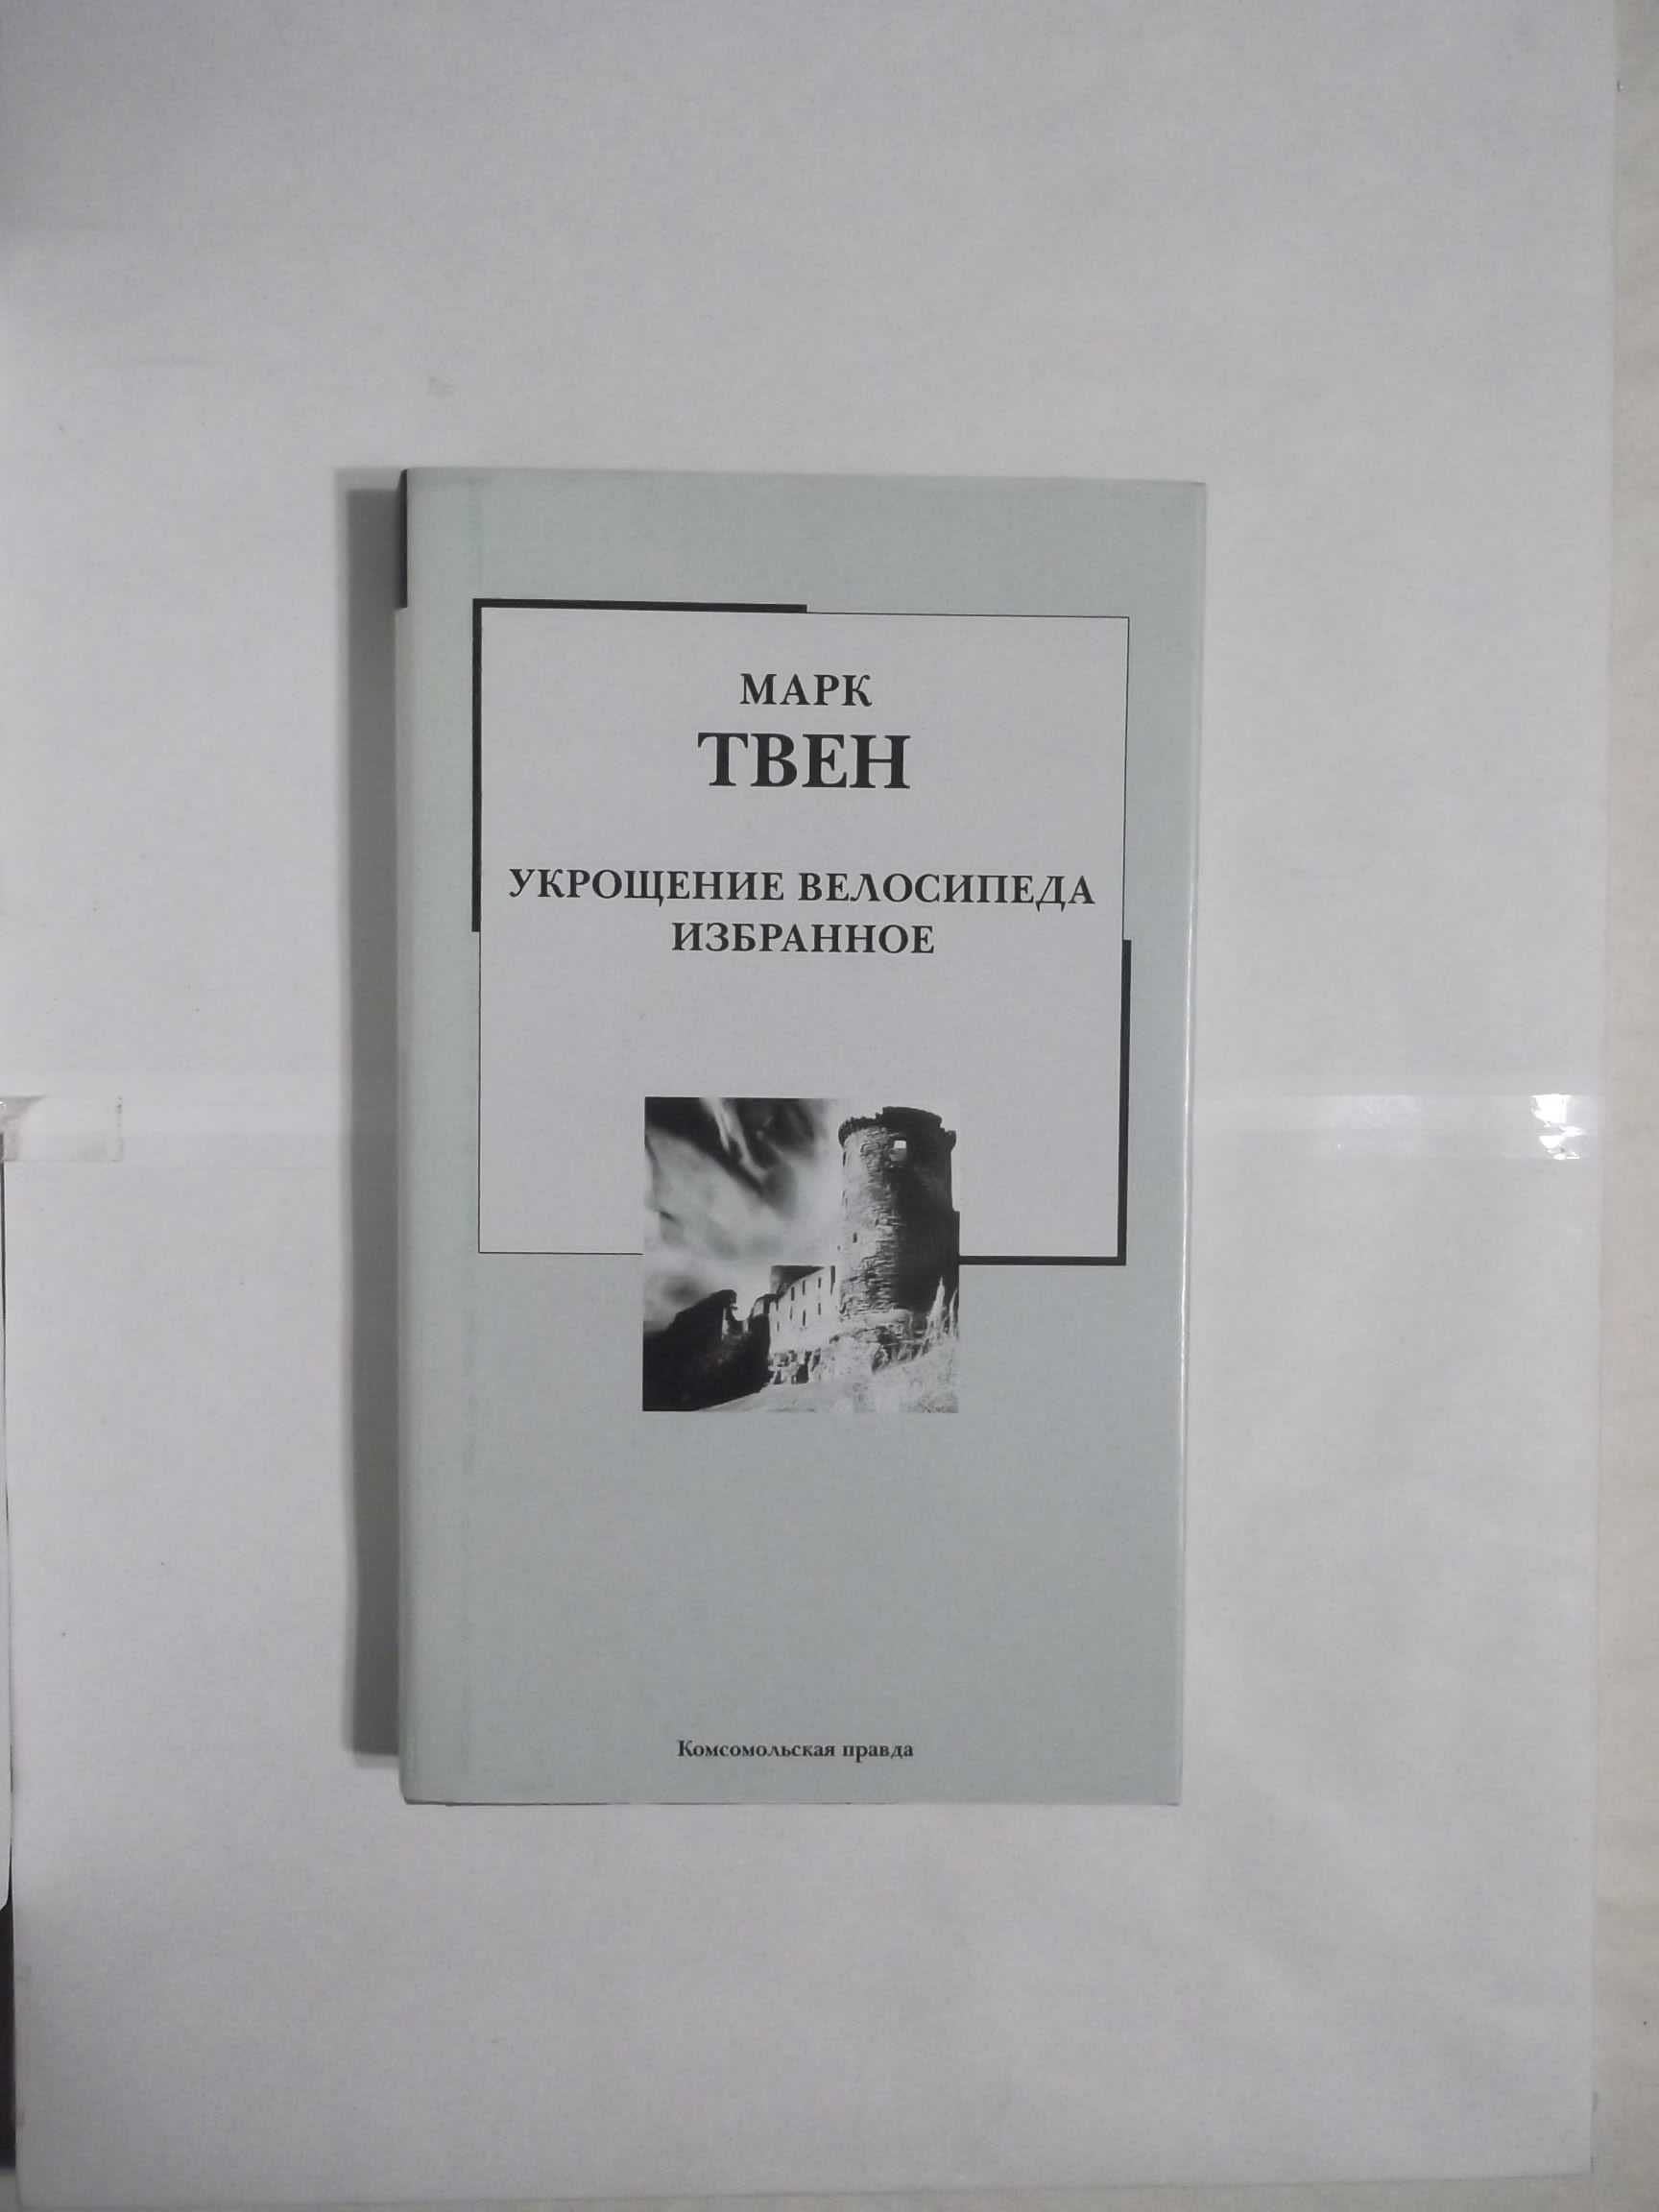 МАРК
ТВЕН
УКРОЩЕНИЕ ВЕЛОСИПЕДА
ИЗБРАННОЕ
Комсомольская правда